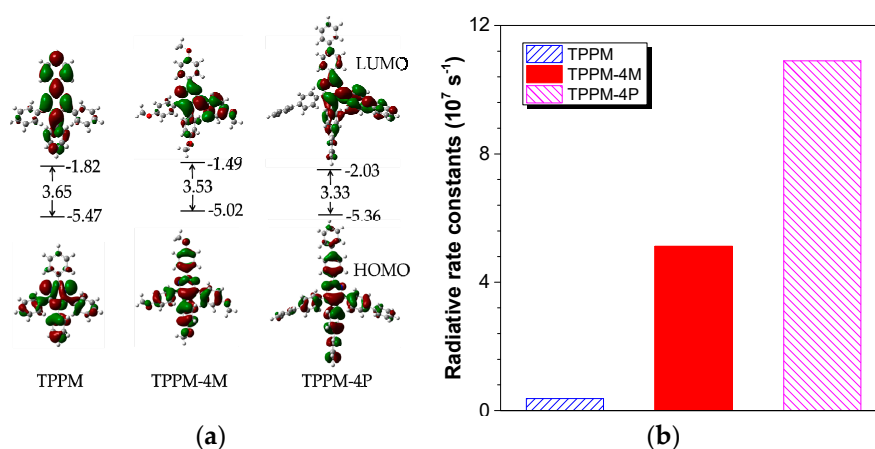 LUMO
-1.82
3.65
-5.47
-1.49
3.53
-5.02
-2.03
3.33
-5.36
HOMO
TPPM
TPPM-4M
TPPM-4P
(a)
Radiative rate constants (10⁷ s⁻¹)
12
8
4
0
TPPM
TPPM-4M
TPPM-4P
(b)